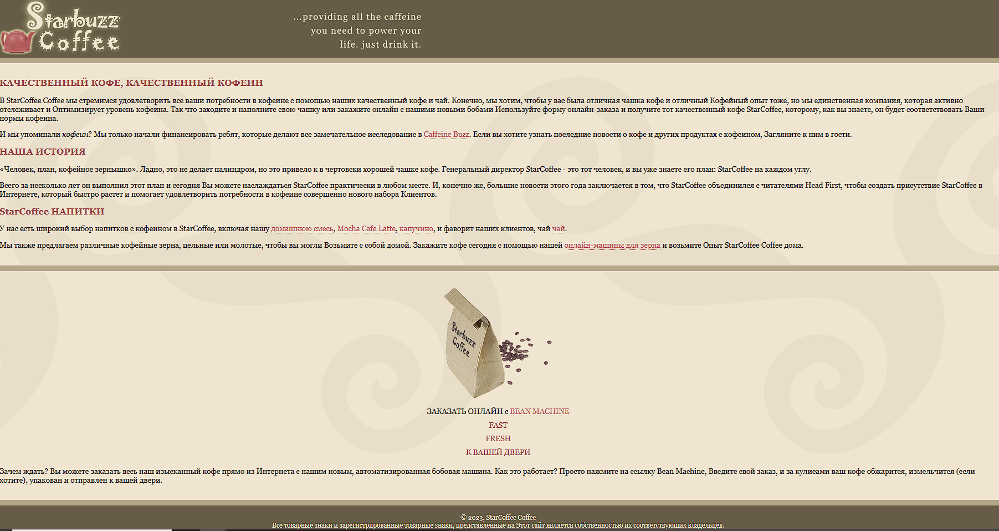 Starbuzz
Coffee
...providing all the caffeine
you need to power your
life. just drink it.
КАЧЕСТВЕННЫЙ КОФЕ, КАЧЕСТВЕННЫЙ КОФЕИН
В StarCoffee Coffee мы стремимся удовлетворить все ваши потребности в кофеине с помощью наших качественный кофе и чай. Конечно, мы хотим, чтобы у вас была отличная чашка кофе и отличный Кофейный опыт тоже, но мы единственная компания, которая активно
отслеживает и Оптимизирует уровень кофеина. Так что заходите и наполните свою чашку или закажите онлайн с нашими новыми бобами Используйте форму онлайн-заказа и получите тот качественный кофе StarCoffee, которому, как вы знаете, он будет соответствовать Ваши
нормы кофеина.
И мы упоминали кофеин? Мы только начали финансировать ребят, которые делают все замечательное исследование в Caffeine Buzz. Если вы хотите узнать последние новости о кофе и других продуктах с кофеином, Загляните к ним в гости.
НАША ИСТОРИЯ
«Человек, план, кофейное зернышко». Ладно, это не делает палиндром, но это привело к в чертовски хорошей чашке кофе. Генеральный директор StarCoffee - это тот человек, и вы уже знаете его план: StarCoffee на каждом углу.
Всего за несколько лет он выполнил этот план и сегодня Вы можете наслаждаться StarCoffee практически в любом месте. И, конечно же, большие новости этого года заключается в том, что StarCoffee объединился с читателями Head First, чтобы создать присутствие StarCoffee в
Интернете, который быстро растет и помогает удовлетворить потребности в кофеине совершенно нового набора Клиентов.
StarCoffee НАПИТКИ
У нас есть широкий выбор напитков с кофеином в StarCoffee, включая нашу домашнюю смесь, Mocha Cafe Latte, капучино, и фаворит наших клиентов, чай чай.
Мы также предлагаем различные кофейные зерна, цельные или молотые, чтобы вы могли Возьмите с собой домой. Закажите кофе сегодня с помощью нашей онлайн-машины для зерна и возьмите Опыт StarCoffee Coffee дома.
Starbuzz
Coffee
ЗАКАЗАТЬ ОНЛАЙН с BEAN MACHINE
FAST
FRESH
К ВАШЕЙ ДВЕРИ
Зачем ждать? Вы можете заказать весь наш изысканный кофе прямо из Интернета с нашим новым, автоматизированная бобовая машина. Как это работает? Просто нажмите на ссылку Bean Machine, Введите свой заказ, и за кулисами ваш кофе обжарится, измельчится (если
хотите), упакован и отправлен к вашей двери.
© 2023, StarCoffee Coffee
Все товарные знаки и зарегистрированные товарные знаки, представленные на Этот сайт является собственностью их соответствующих владельцев.